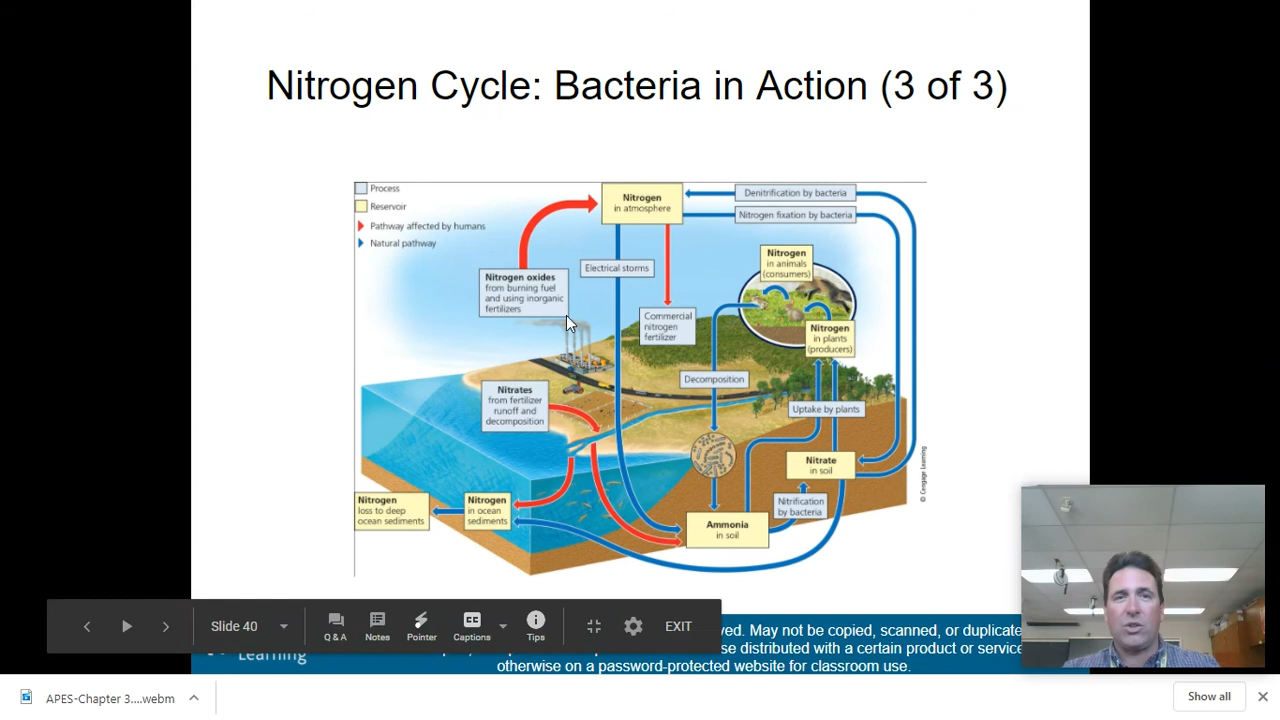 Nitrogen Cycle: Bacteria in Action (3 of 3)
Process
Reservoir
Pathway affected by humans
Natural pathway
Nitrogen
in atmosphere
Denitrification by bacteria
Nitrogen fixation by bacteria
Electrical storms
Nitrogen oxides
from burning fuel
and using inorganic
fertilizers
Commercial
nitrogen
fertilizer
Nitrogen
in animals
(consumers)
Nitrogen
in plants
(producers)
Decomposition
Nitrates
from fertilizer
runoff and
decomposition
Uptake by plants
Nitrate
in soil
Nitrification
by bacteria
Nitrogen
loss to deep
ocean sediments
Nitrogen
in ocean
sediments
Ammonia
in soil
© Cengage Learning
Slide 40
Q & A
Notes
Pointer
CC
Captions
Tips
EXIT
ved. May not be copied, scanned, or duplicate
se distributed with a certain product or service
otherwise on a password-protected website for classroom use.
Learning
APES-Chapter 3....webm
Show all